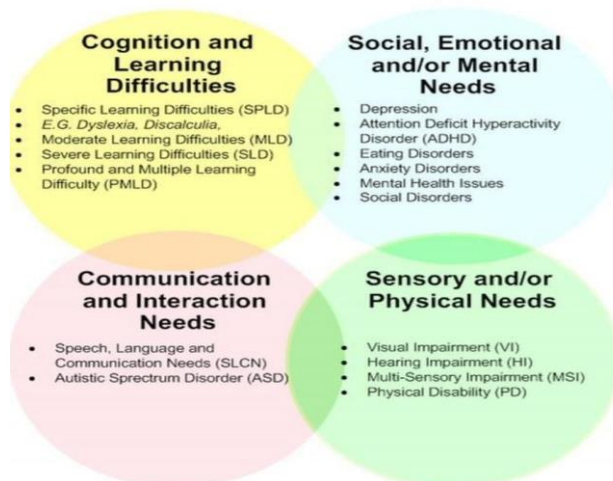 Cognition and
Learning
Difficulties
• Specific Learning Difficulties (SPLD)
• E.G. Dyslexia, Discalculia,
• Moderate Learning Difficulties (MLD)
• Severe Learning Difficulties (SLD)
• Profound and Multiple Learning
Difficulty (PMLD)
Social, Emotional
and/or Mental
Needs
• Depression
• Attention Deficit Hyperactivity
Disorder (ADHD)
• Eating Disorders
• Anxiety Disorders
• Mental Health Issues
• Social Disorders
Communication
and Interaction
Needs
• Speech, Language and
Communication Needs (SLCN)
• Autistic Sprectrum Disorder (ASD)
Sensory and/or
Physical Needs
• Visual Impairment (VI)
• Hearing Impairment (HI)
• Multi-Sensory Impairment (MSI)
• Physical Disability (PD)